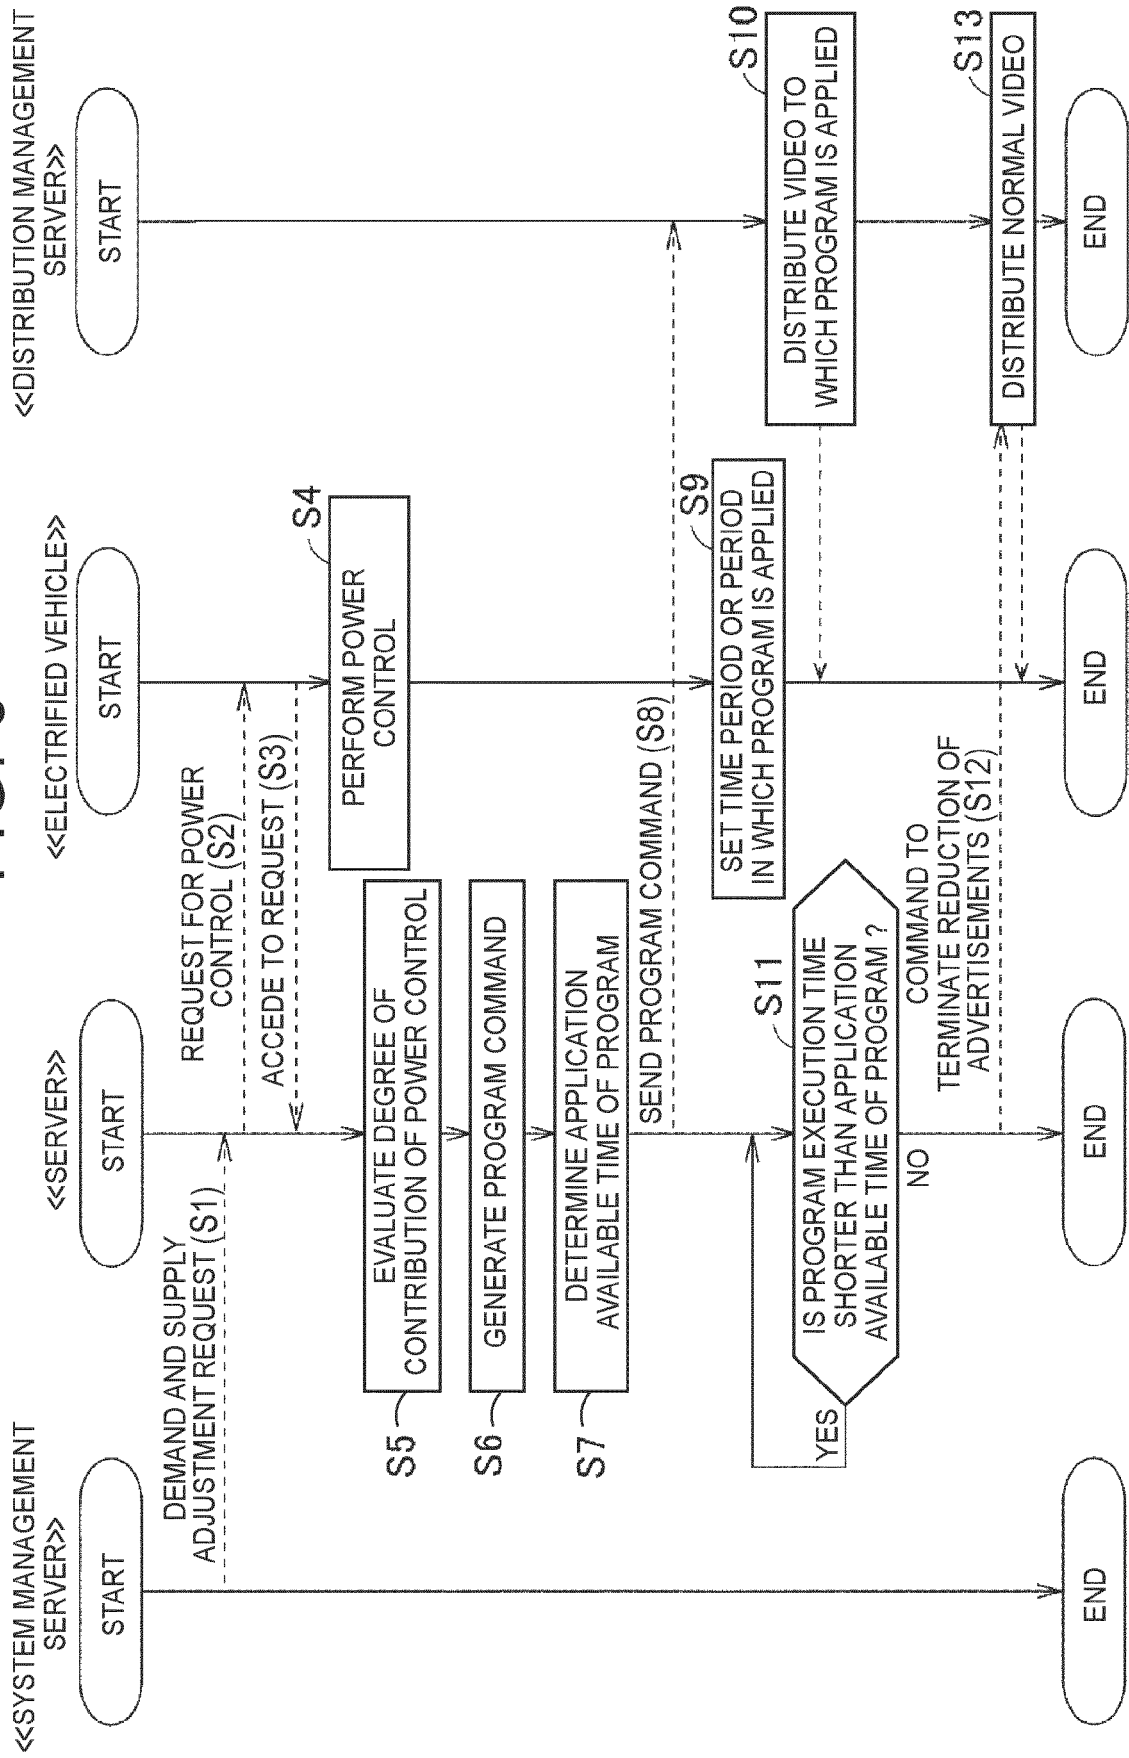 <<SYSTEM MANAGEMENT
SERVER>>
<<SERVER>>
<<ELECTRIFIED VEHICLE>>
<<DISTRIBUTION MANAGEMENT
SERVER>>
START
START
START
START
DEMAND AND SUPPLY
ADJUSTMENT REQUEST (S1)
REQUEST FOR POWER
CONTROL (S2)
ACCEDE TO REQUEST (S3)
S4
PERFORM POWER
CONTROL
S5
EVALUATE DEGREE OF
CONTRIBUTION OF POWER CONTROL
S6
GENERATE PROGRAM COMMAND
S7
DETERMINE APPLICATION
AVAILABLE TIME OF PROGRAM
SEND PROGRAM COMMAND (S8)
S9
SET TIME PERIOD OR PERIOD
IN WHICH PROGRAM IS APPLIED
S10
DISTRIBUTE VIDEO TO
WHICH PROGRAM IS APPLIED
S11
IS PROGRAM EXECUTION TIME
SHORTER THAN APPLICATION
AVAILABLE TIME OF PROGRAM ?
YES
NO
COMMAND TO
TERMINATE REDUCTION OF
ADVERTISEMENTS (S12)
S13
DISTRIBUTE NORMAL VIDEO
END
END
END
END